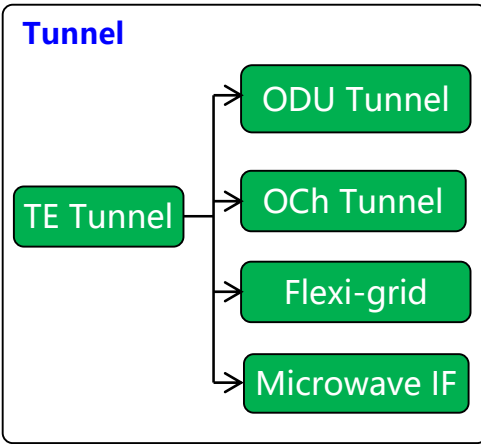 Tunnel
ODU Tunnel
OCh Tunnel
TE Tunnel
Flexi-grid
Microwave IF